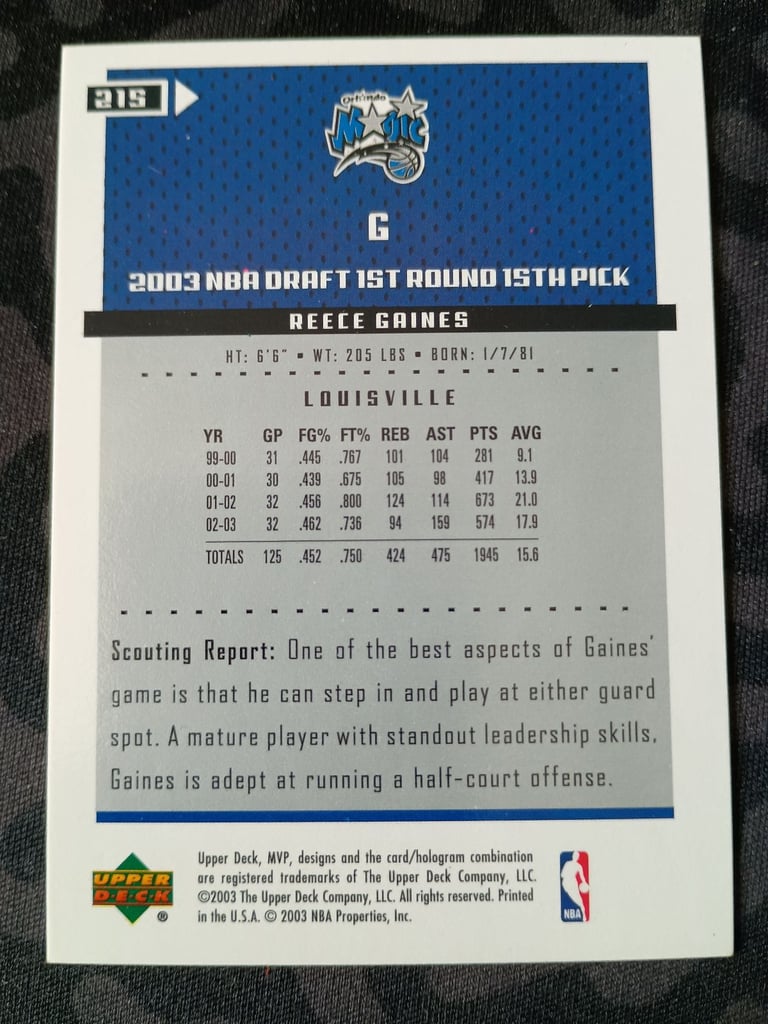 215
Orlando
Magic
G
2003 NBA DRAFT 1ST ROUND 15TH PICK
REECE GAINES
HT: 6'6" ▪ WT: 205 LBS ▪ BORN: 1/7/81
LOUISVILLE
YR GP FG% FT% REB AST PTS AVG
99-00 31 .445 .767 101 104 281 9.1
00-01 30 .439 .675 105 98 417 13.9
01-02 32 .456 .800 124 114 673 21.0
02-03 32 .462 .736 94 159 574 17.9
TOTALS 125 .452 .750 424 475 1945 15.6
Scouting Report: One of the best aspects of Gaines'
game is that he can step in and play at either guard
spot. A mature player with standout leadership skills,
Gaines is adept at running a half-court offense.
UPPER
DECK
®
Upper Deck, MVP, designs and the card/hologram combination
are registered trademarks of The Upper Deck Company, LLC.
©2003 The Upper Deck Company, LLC. All rights reserved. Printed
in the U.S.A. © 2003 NBA Properties, Inc.
NBA